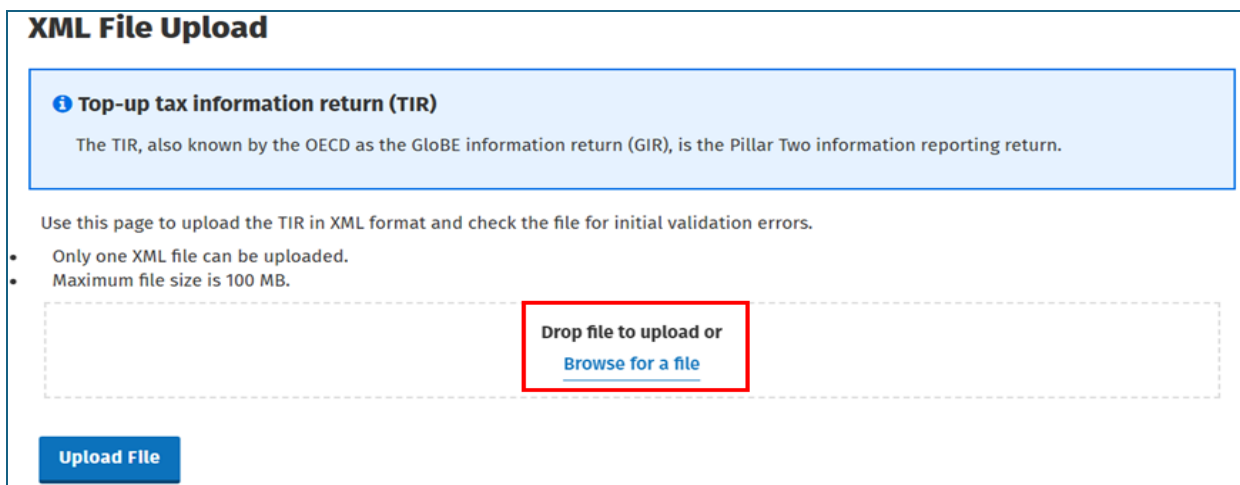 XML File Upload
Top-up tax information return (TIR)
The TIR, also known by the OECD as the GloBE information return (GIR), is the Pillar Two information reporting return.
Use this page to upload the TIR in XML format and check the file for initial validation errors.
• Only one XML file can be uploaded.
• Maximum file size is 100 MB.
Drop file to upload or
Browse for a file
Upload File